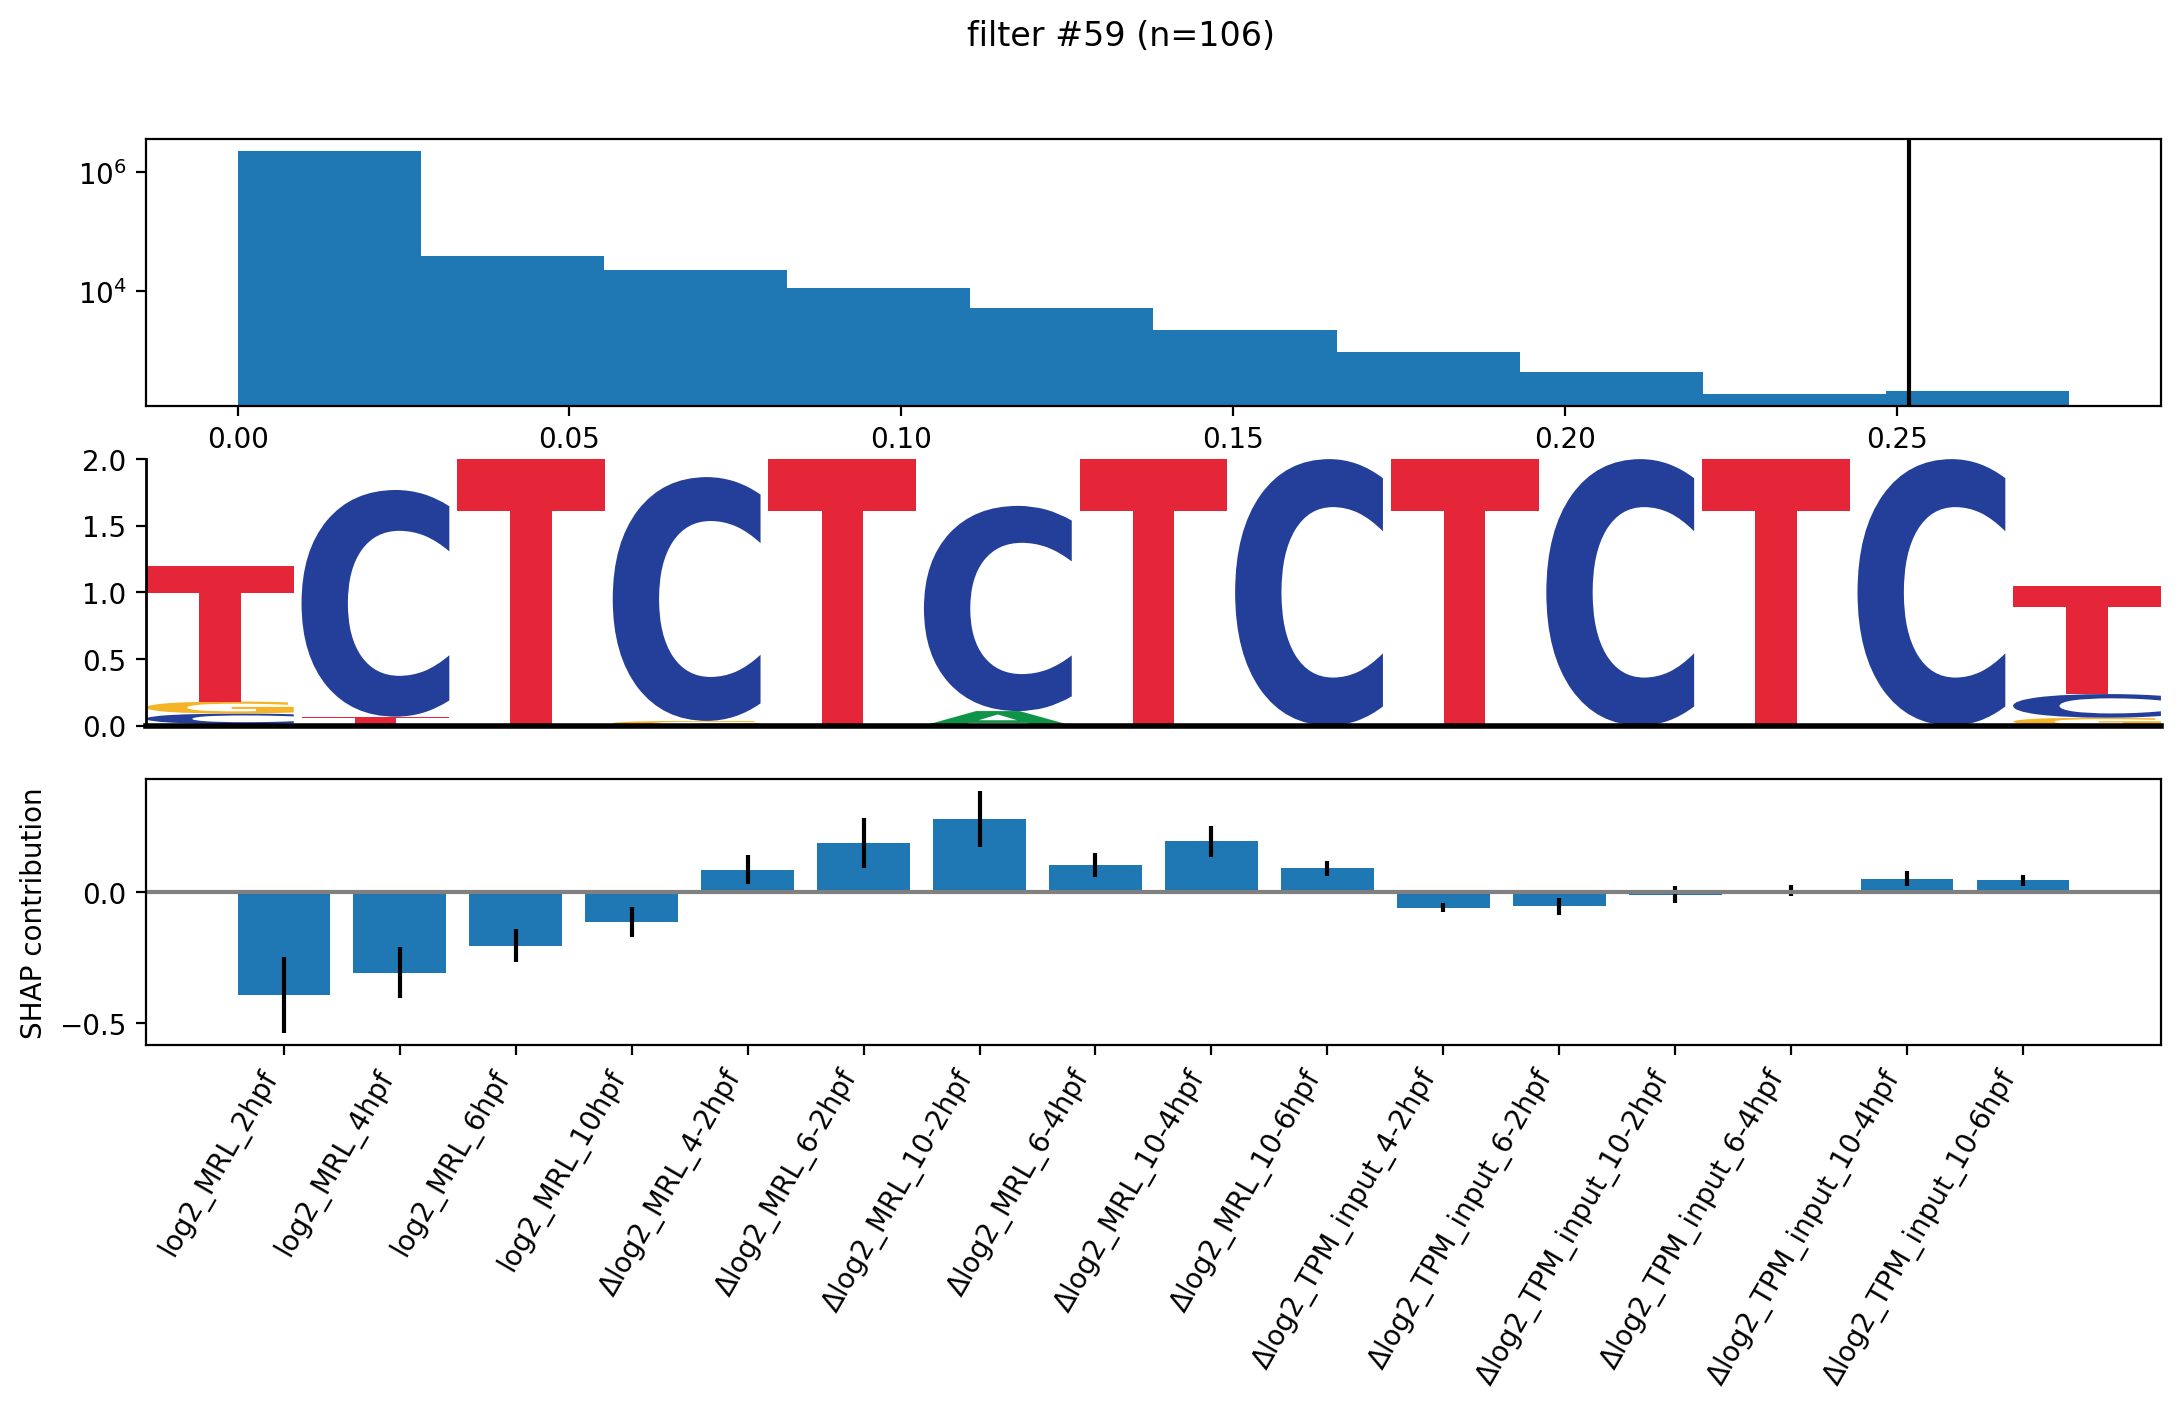 filter #59 (n=106)
10^6
10^4
0.00 0.05 0.10 0.15 0.20 0.25
2.0
1.5
1.0
0.5
0.0
T C T C T C T C T C T C T
G T G A C
C G
SHAP contribution
0.0
−0.5
log2_MRL_2hpf
log2_MRL_4hpf
log2_MRL_6hpf
log2_MRL_10hpf
Δlog2_MRL_4-2hpf
Δlog2_MRL_6-2hpf
Δlog2_MRL_10-2hpf
Δlog2_MRL_6-4hpf
Δlog2_MRL_10-4hpf
Δlog2_MRL_10-6hpf
Δlog2_TPM_input_4-2hpf
Δlog2_TPM_input_6-2hpf
Δlog2_TPM_input_10-2hpf
Δlog2_TPM_input_6-4hpf
Δlog2_TPM_input_10-4hpf
Δlog2_TPM_input_10-6hpf